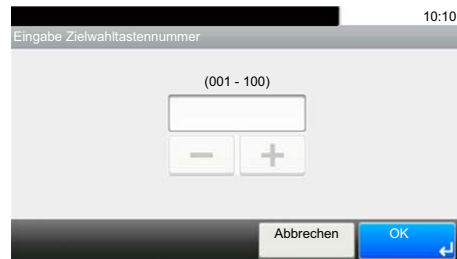 10:10
Eingabe Zielwahltastennummer
(001 - 100)
Abbrechen
OK